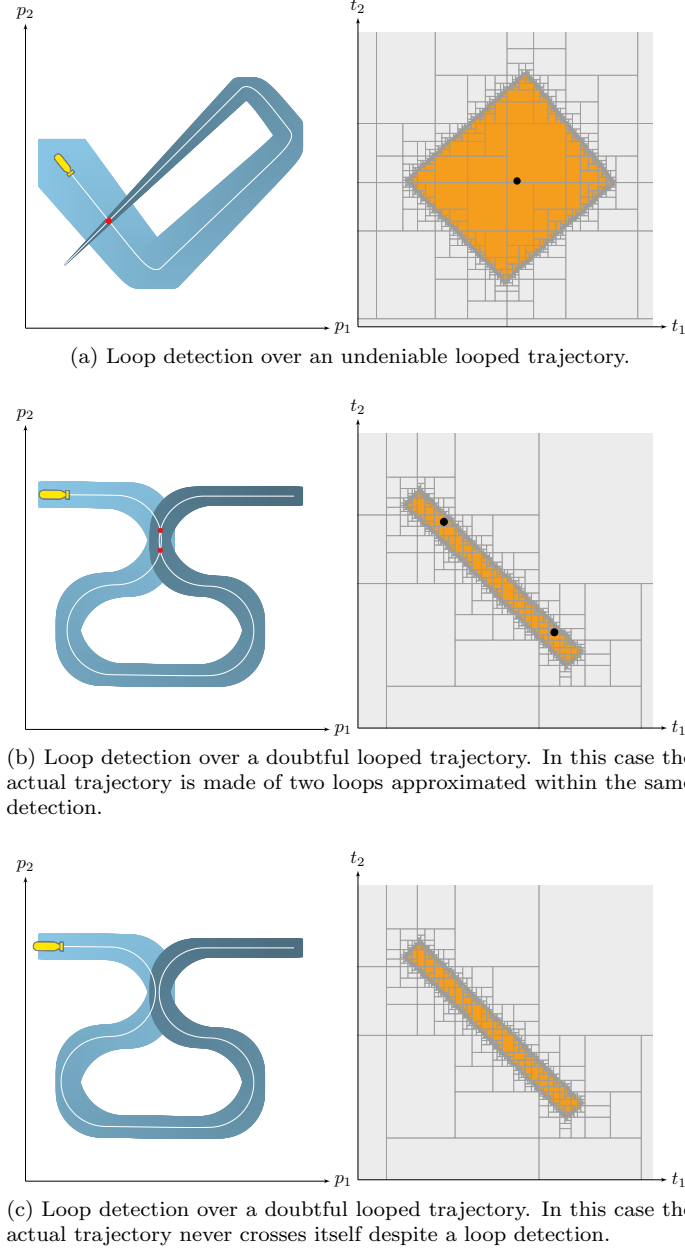 p2
t2
p1
t1
(a) Loop detection over an undeniable looped trajectory.
p2
t2
p1
t1
(b) Loop detection over a doubtful looped trajectory. In this case the
actual trajectory is made of two loops approximated within the same
detection.
p2
t2
p1
t1
(c) Loop detection over a doubtful looped trajectory. In this case the
actual trajectory never crosses itself despite a loop detection.